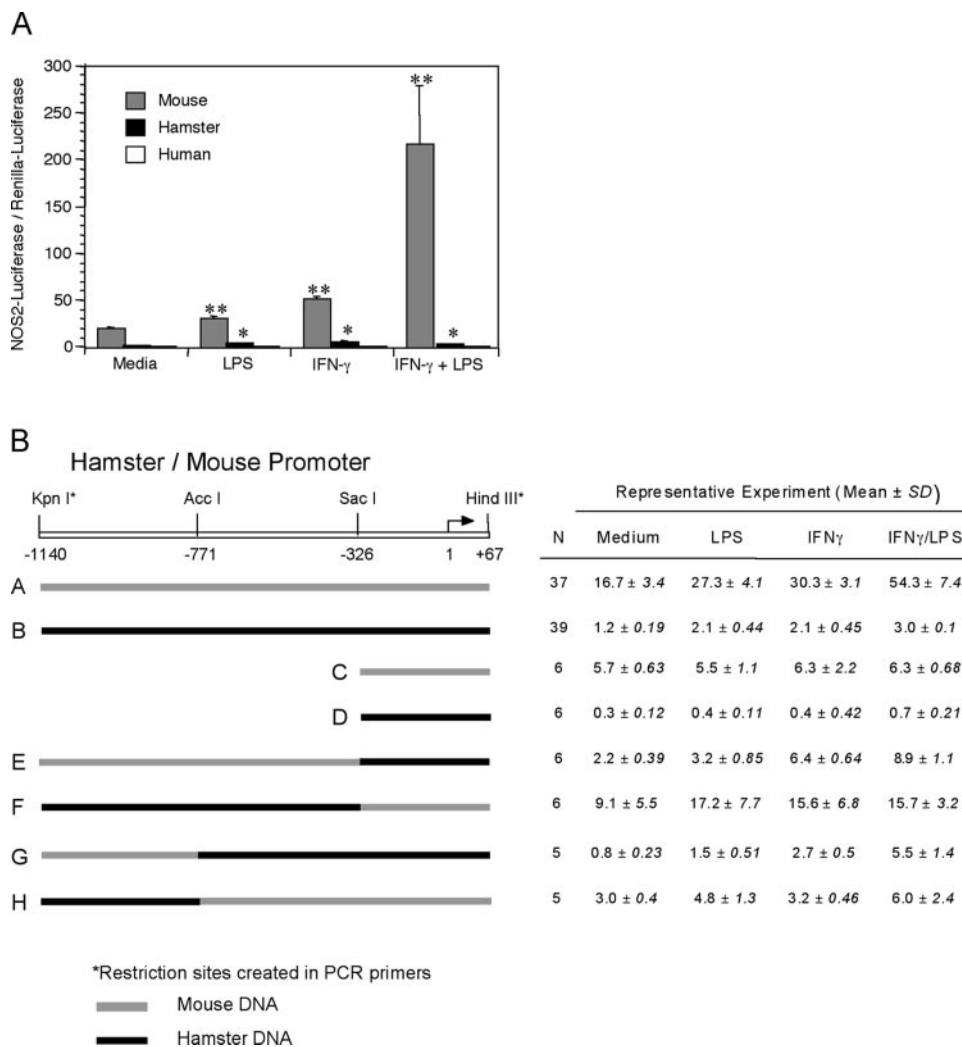 A
NOS2-Luciferase / Renilla-Luciferase
300
250
200
150
100
50
0
Mouse
Hamster
Human
** * ** * ** *
Media LPS IFN-γ IFN-γ + LPS
B
Hamster / Mouse Promoter
Kpn I* Acc I Sac I Hind III*
-1140 -771 -326 1 +67
Representative Experiment (Mean ± SD)
N Medium LPS IFNγ IFNγ/LPS
A 37 16.7 ± 3.4 27.3 ± 4.1 30.3 ± 3.1 54.3 ± 7.4
B 39 1.2 ± 0.19 2.1 ± 0.44 2.1 ± 0.45 3.0 ± 0.1
C 6 5.7 ± 0.63 5.5 ± 1.1 6.3 ± 2.2 6.3 ± 0.68
D 6 0.3 ± 0.12 0.4 ± 0.11 0.4 ± 0.42 0.7 ± 0.21
E 6 2.2 ± 0.39 3.2 ± 0.85 6.4 ± 0.64 8.9 ± 1.1
F 6 9.1 ± 5.5 17.2 ± 7.7 15.6 ± 6.8 15.7 ± 3.2
G 5 0.8 ± 0.23 1.5 ± 0.51 2.7 ± 0.5 5.5 ± 1.4
H 5 3.0 ± 0.4 4.8 ± 1.3 3.2 ± 0.46 6.0 ± 2.4
*Restriction sites created in PCR primers
Mouse DNA
Hamster DNA